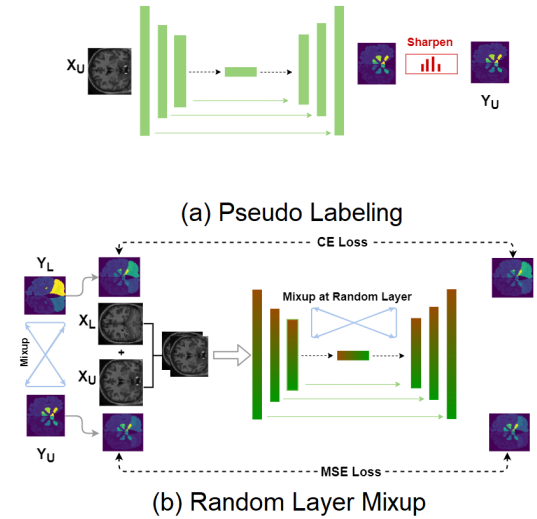 Sharpen
X_U
Y_U
(a) Pseudo Labeling
CE Loss
Y_L
Mixup at Random Layer
X_L
Mixup
+
X_U
Y_U
MSE Loss
(b) Random Layer Mixup